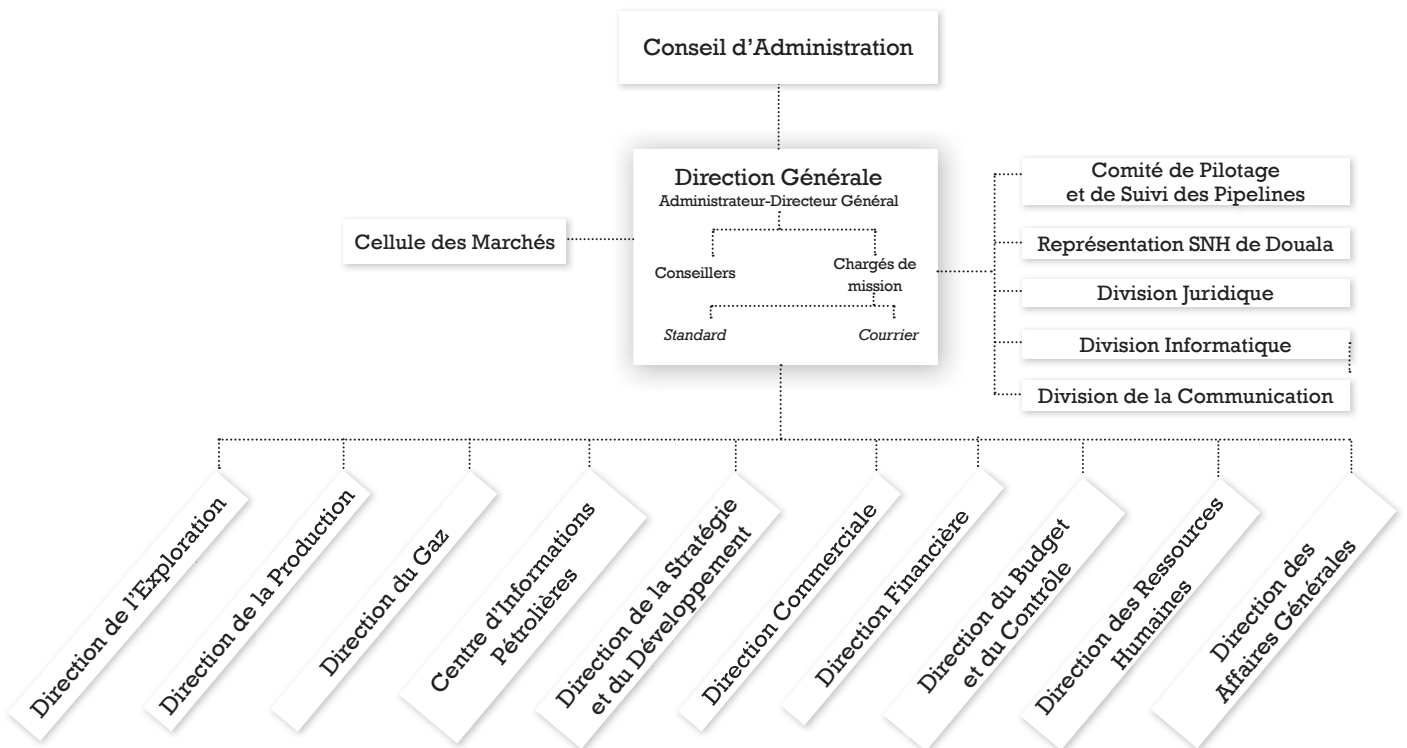 Conseil d’Administration
Direction Générale
Administrateur-Directeur Général
Conseillers
Chargés de
mission
Standard
Courrier
Cellule des Marchés
Comité de Pilotage
et de Suivi des Pipelines
Représentation SNH de Douala
Division Juridique
Division Informatique
Division de la Communication
Direction de l’Exploration
Direction de la Production
Direction du Gaz
Centre d’Informations
Pétrolières
Direction de la Stratégie
et du Développement
Direction Commerciale
Direction Financière
Direction du Budget
et du Contrôle
Direction des Ressources
Humaines
Direction des
Affaires Générales